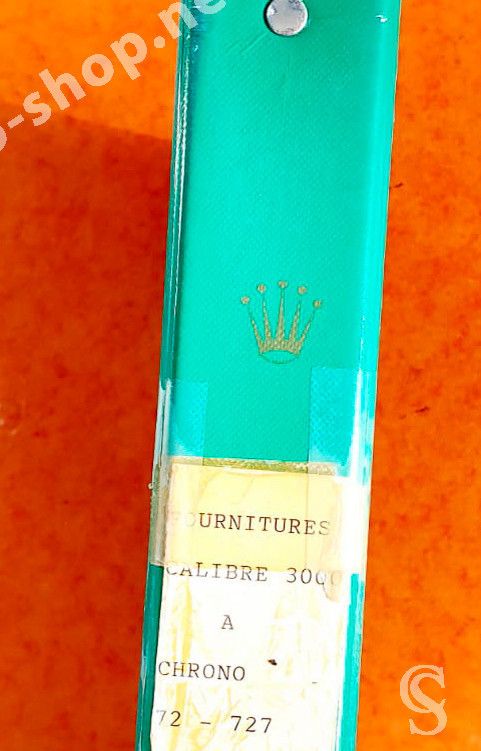 o-shop.ne
FOURNITURES
CALIBRE 3000
A
CHRONO
72 - 727